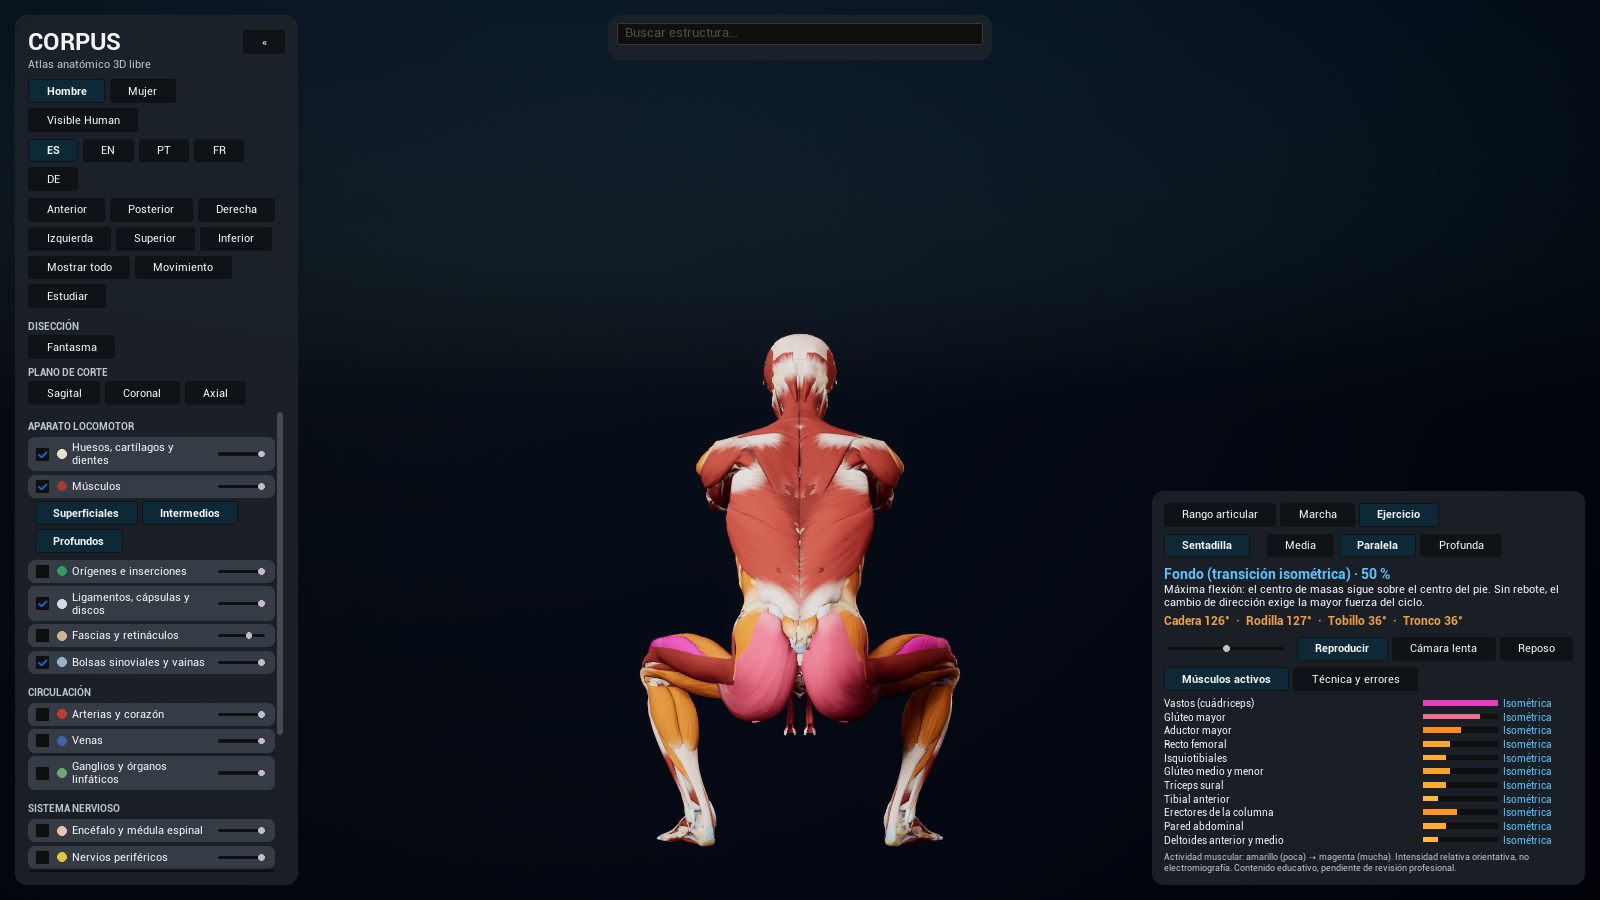 CORPUS
«
Atlas anatómico 3D libre
Hombre
Mujer
Visible Human
ES
EN
PT
FR
DE
Anterior
Posterior
Derecha
Izquierda
Superior
Inferior
Mostrar todo
Movimiento
Estudiar
DISECCIÓN
Fantasma
PLANO DE CORTE
Sagital
Coronal
Axial
APARATO LOCOMOTOR
Huesos, cartílagos y
dientes
Músculos
Superficiales
Intermedios
Profundos
Orígenes e inserciones
Ligamentos, cápsulas y
discos
Fascias y retináculos
Bolsas sinoviales y vainas
CIRCULACIÓN
Arterias y corazón
Venas
Ganglios y órganos
linfáticos
SISTEMA NERVIOSO
Encéfalo y médula espinal
Nervios periféricos
Buscar estructura...
Rango articular
Marcha
Ejercicio
Sentadilla
Media
Paralela
Profunda
Fondo (transición isométrica) · 50 %
Máxima flexión: el centro de masas sigue sobre el centro del pie. Sin rebote, el
cambio de dirección exige la mayor fuerza del ciclo.
Cadera 126° · Rodilla 127° · Tobillo 36° · Tronco 36°
Reproducir
Cámara lenta
Reposo
Músculos activos
Técnica y errores
Vastos (cuádriceps) Isométrica
Glúteo mayor Isométrica
Aductor mayor Isométrica
Recto femoral Isométrica
Isquiotibiales Isométrica
Glúteo medio y menor Isométrica
Tríceps sural Isométrica
Tibial anterior Isométrica
Erectores de la columna Isométrica
Pared abdominal Isométrica
Deltoides anterior y medio Isométrica
Actividad muscular: amarillo (poca) → magenta (mucha). Intensidad relativa orientativa, no
electromiografía. Contenido educativo, pendiente de revisión profesional.